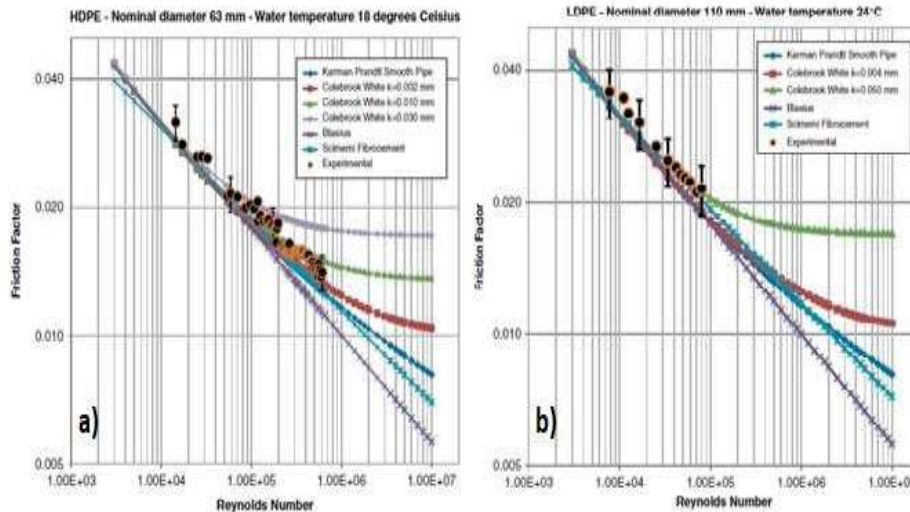 HDPE - Nominal diameter 63 mm - Water temperature 18 degrees Celsius
Friction Factor
0.040
0.020
0.010
0.005
Karman Prandtl Smooth Pipe
Colebrook White k=0.002 mm
Colebrook White k=0.010 mm
Colebrook White k=0.030 mm
Blasius
Scimemi Fibrocement
Experimental
a)
1.00E+03 1.00E+04 1.00E+05 1.00E+06 1.00E+07
Reynolds Number
LDPE - Nominal diameter 110 mm - Water temperature 24°C
Friction Factor
0.040
0.020
0.010
0.005
Karman Prandtl Smooth Pipe
Colebrook White k=0.004 mm
Colebrook White k=0.050 mm
Blasius
Scimemi Fibrocement
Experimental
b)
1.00E+03 1.00E+04 1.00E+05 1.00E+06 1.00E+07
Reynolds Number